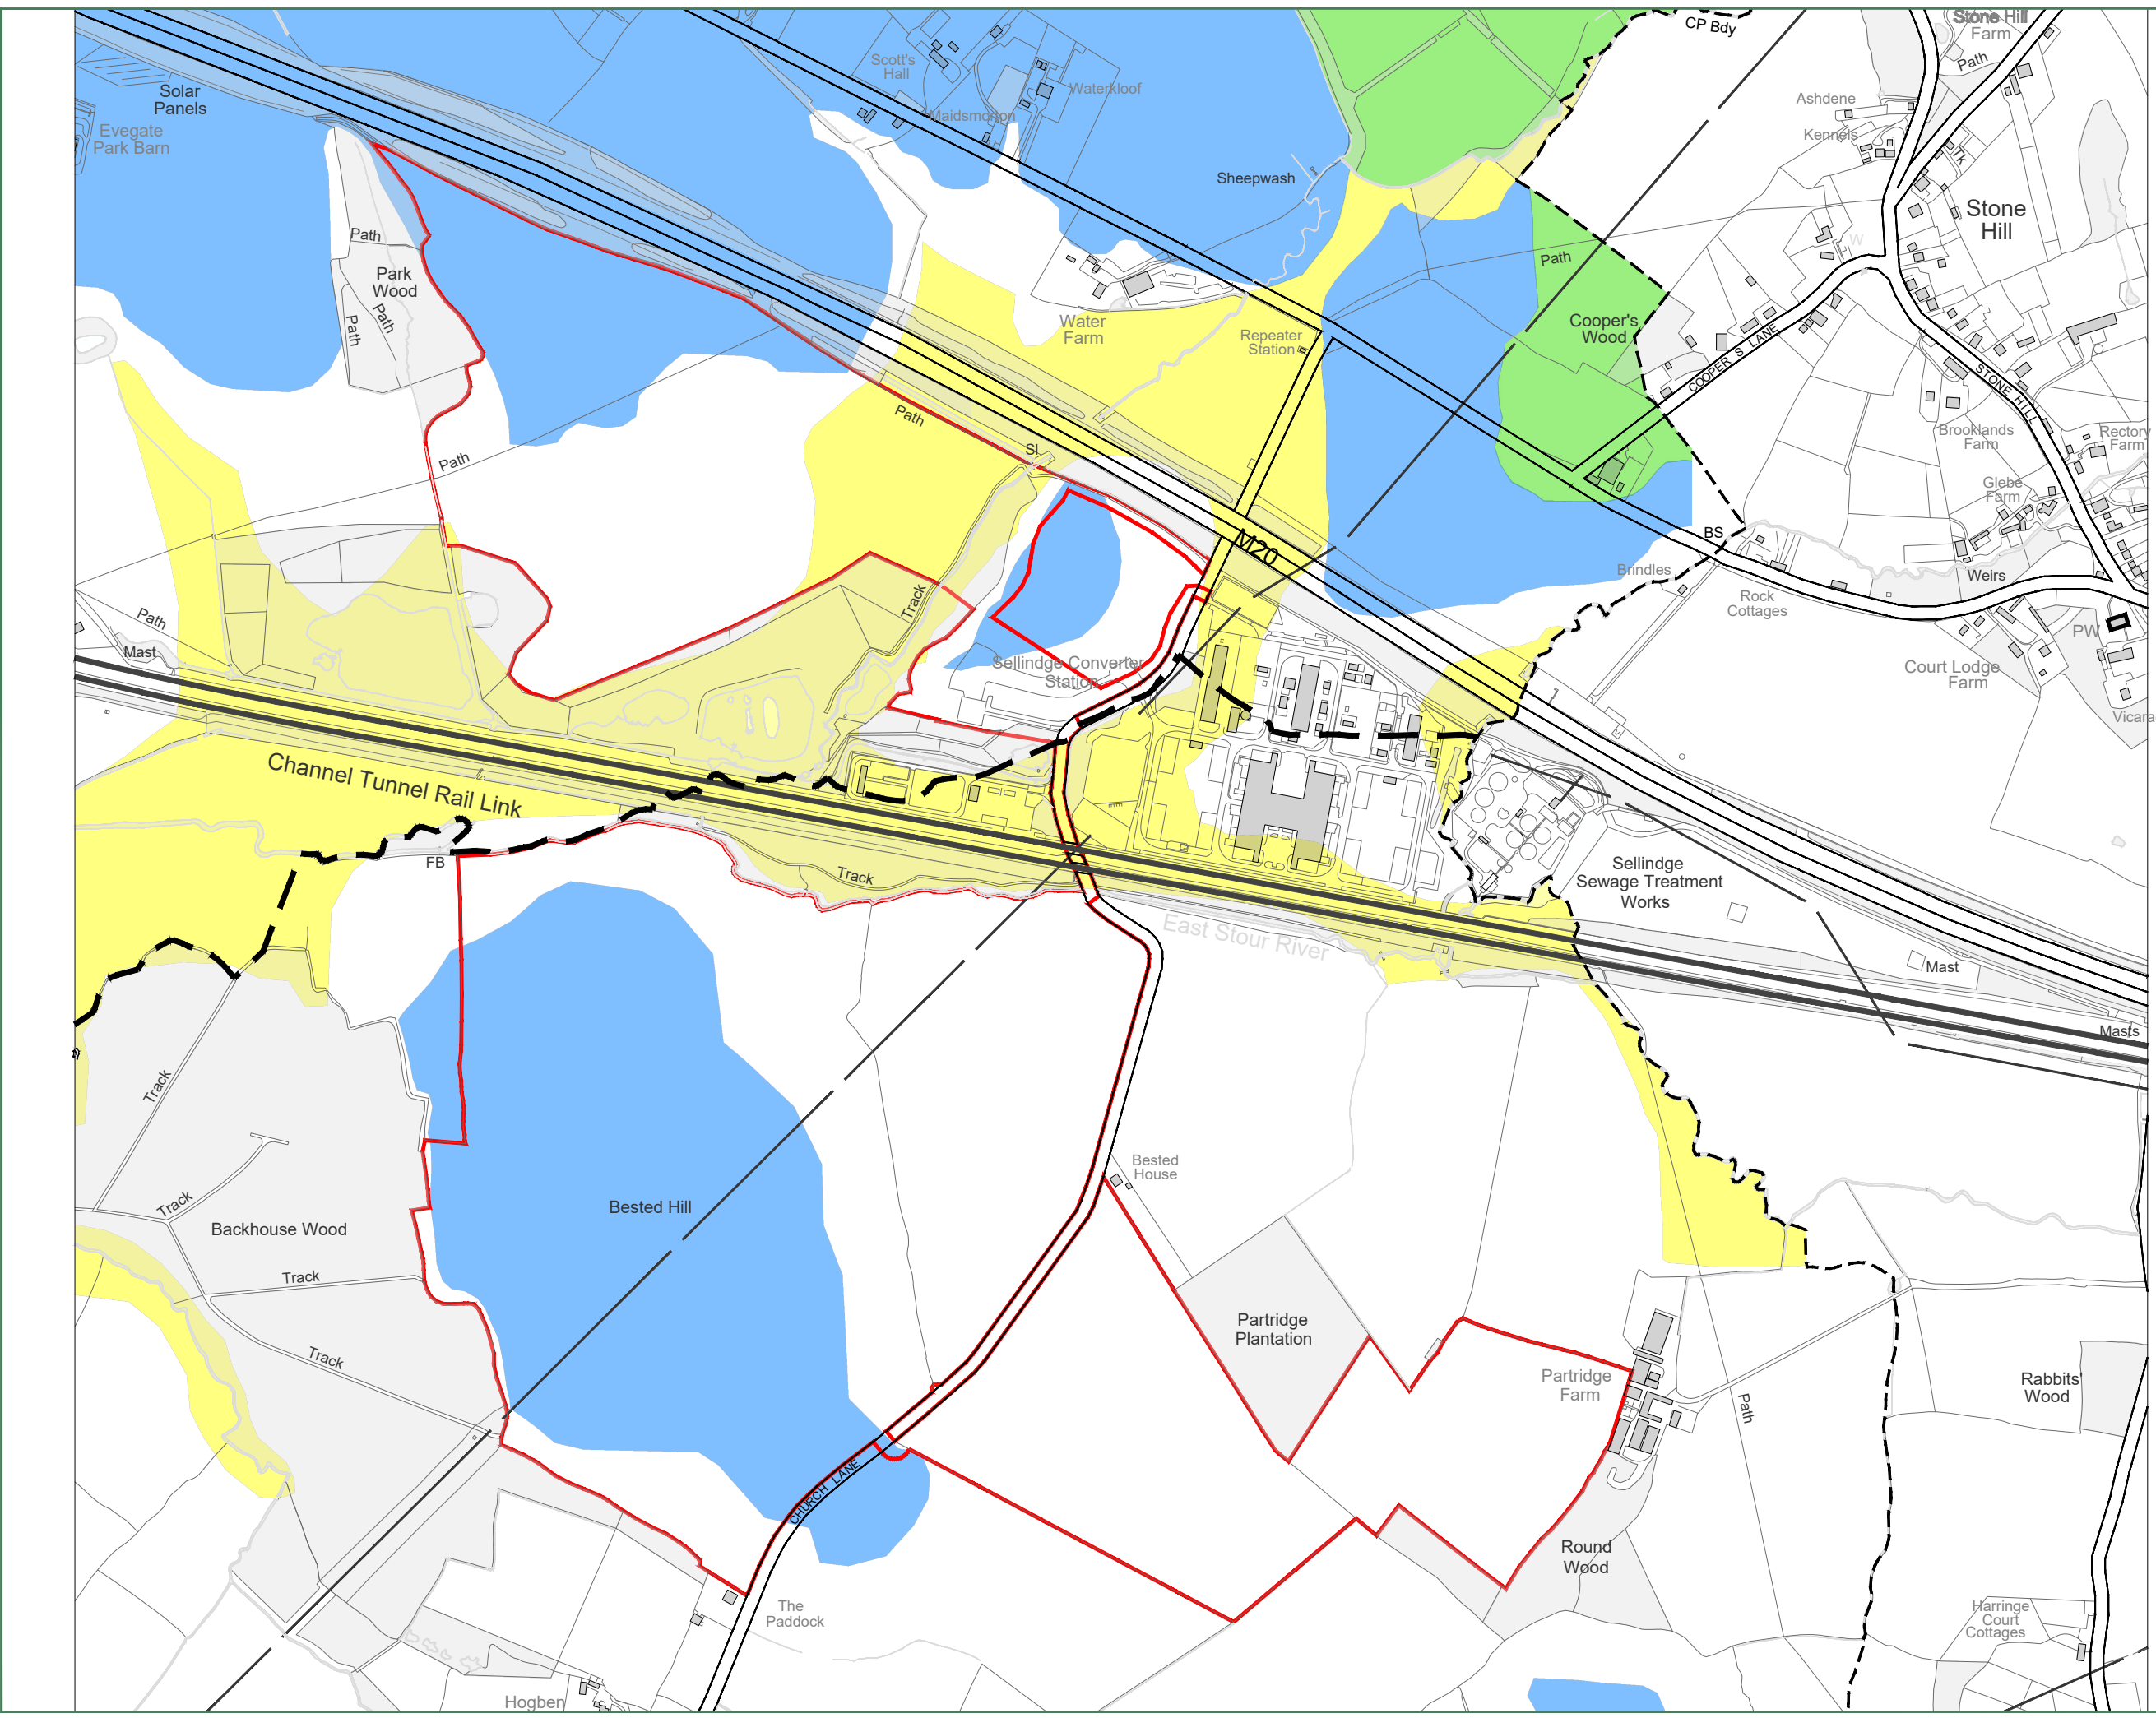 CP Bdy
Stone Hill
Farm
Path
Scott's
Hall
Waterkloof
Maidsmorton
Solar
Panels
Evegate
Park Barn
Ashdene
Kennels
Tk
Sheepwash
Stone
Hill
W
Path
Park
Wood
Path
Path
Path
Water
Farm
Repeater
Station
Cooper's
Wood
COOPER S LANE
STONE HILL
Path
SI
Path
Brooklands
Farm
Rectory
Farm
Glebe
Farm
BS
M20
Brindles
Weirs
Rock
Cottages
PW
Track
Path
Mast
Sellindge Converter
Station
Court Lodge
Farm
Vicara
Channel Tunnel Rail Link
FB
Track
Sellindge
Sewage Treatment
Works
East Stour River
Mast
Masts
Track
Bested
House
Track
Bested Hill
Backhouse Wood
Track
Partridge
Plantation
Track
Partridge
Farm
Path
Rabbits'
Wood
CHURCH LANE
Round
Wood
The
Paddock
Harringe
Court
Cottages
Hogben